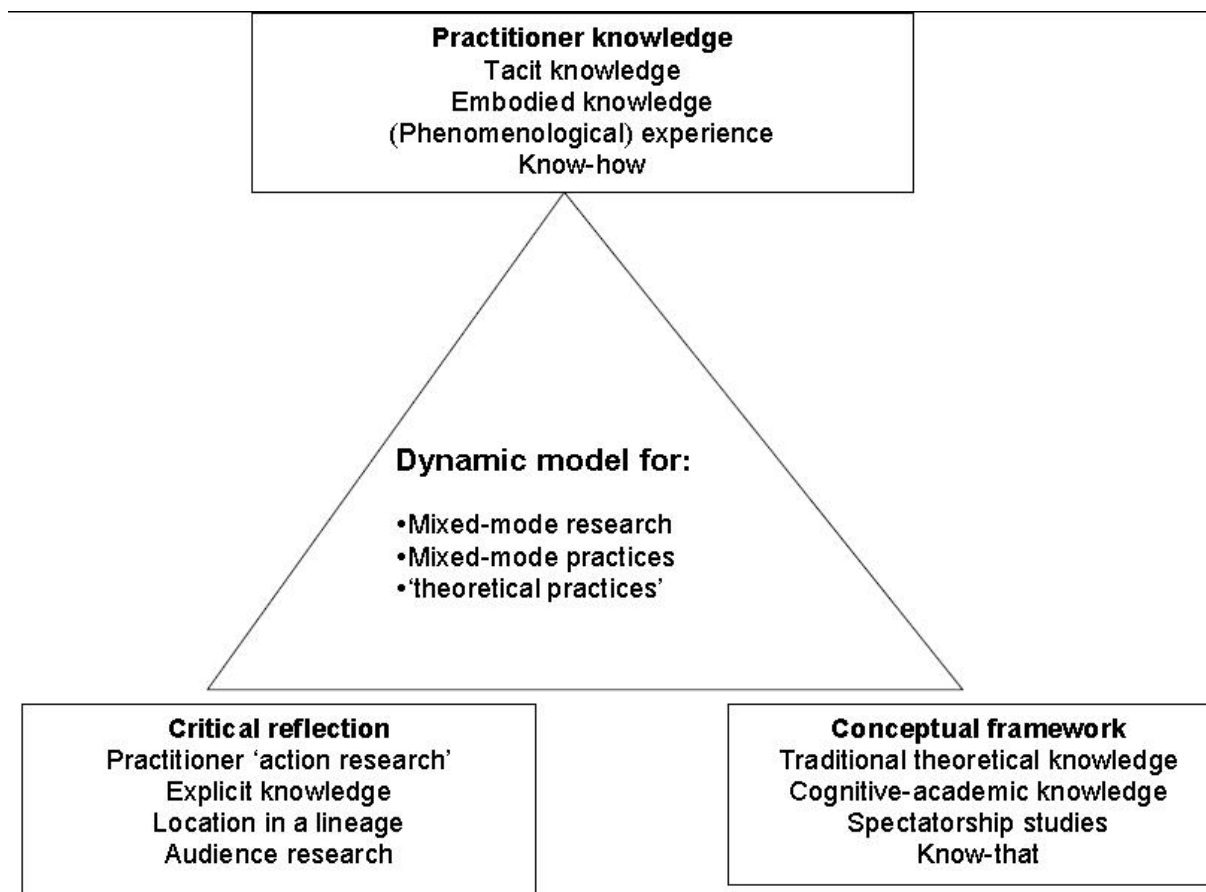 Practitioner knowledge
Tacit knowledge
Embodied knowledge
(Phenomenological) experience
Know-how
Dynamic model for:
•Mixed-mode research
•Mixed-mode practices
•‘theoretical practices’
Critical reflection
Practitioner ‘action research’
Explicit knowledge
Location in a lineage
Audience research
Conceptual framework
Traditional theoretical knowledge
Cognitive-academic knowledge
Spectatorship studies
Know-that